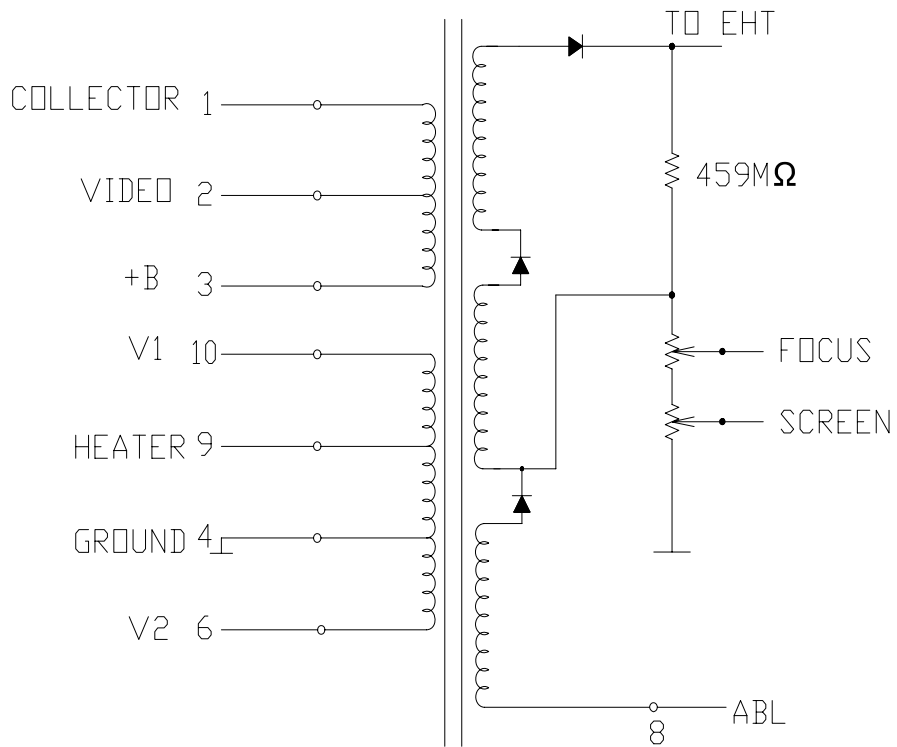 TO EHT
COLLECTOR 1
459MΩ
VIDEO 2
+B 3
V1 10
FOCUS
SCREEN
HEATER 9
GROUND 4
V2 6
ABL
8